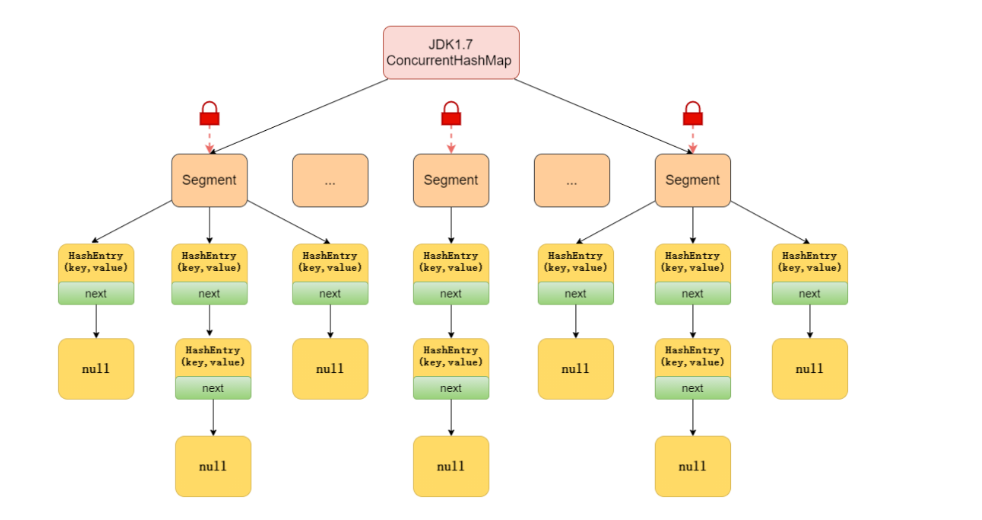 JDK1.7
ConcurrentHashMap
Segment
...
Segment
...
Segment
HashEntry
(key,value)
next
HashEntry
(key,value)
next
HashEntry
(key,value)
next
HashEntry
(key,value)
next
HashEntry
(key,value)
next
HashEntry
(key,value)
next
HashEntry
(key,value)
next
null
HashEntry
(key,value)
next
null
HashEntry
(key,value)
next
null
HashEntry
(key,value)
next
null
null
null
null